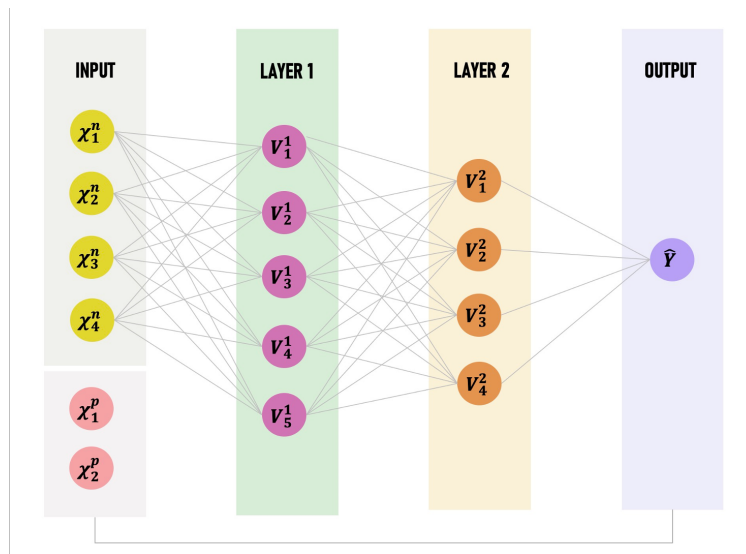 INPUT
LAYER 1
LAYER 2
OUTPUT
χ₁ⁿ
χ₂ⁿ
χ₃ⁿ
χ₄ⁿ
χ₁ᵖ
χ₂ᵖ
V₁¹
V₂¹
V₃¹
V₄¹
V₅¹
V₁²
V₂²
V₃²
V₄²
Ŷ